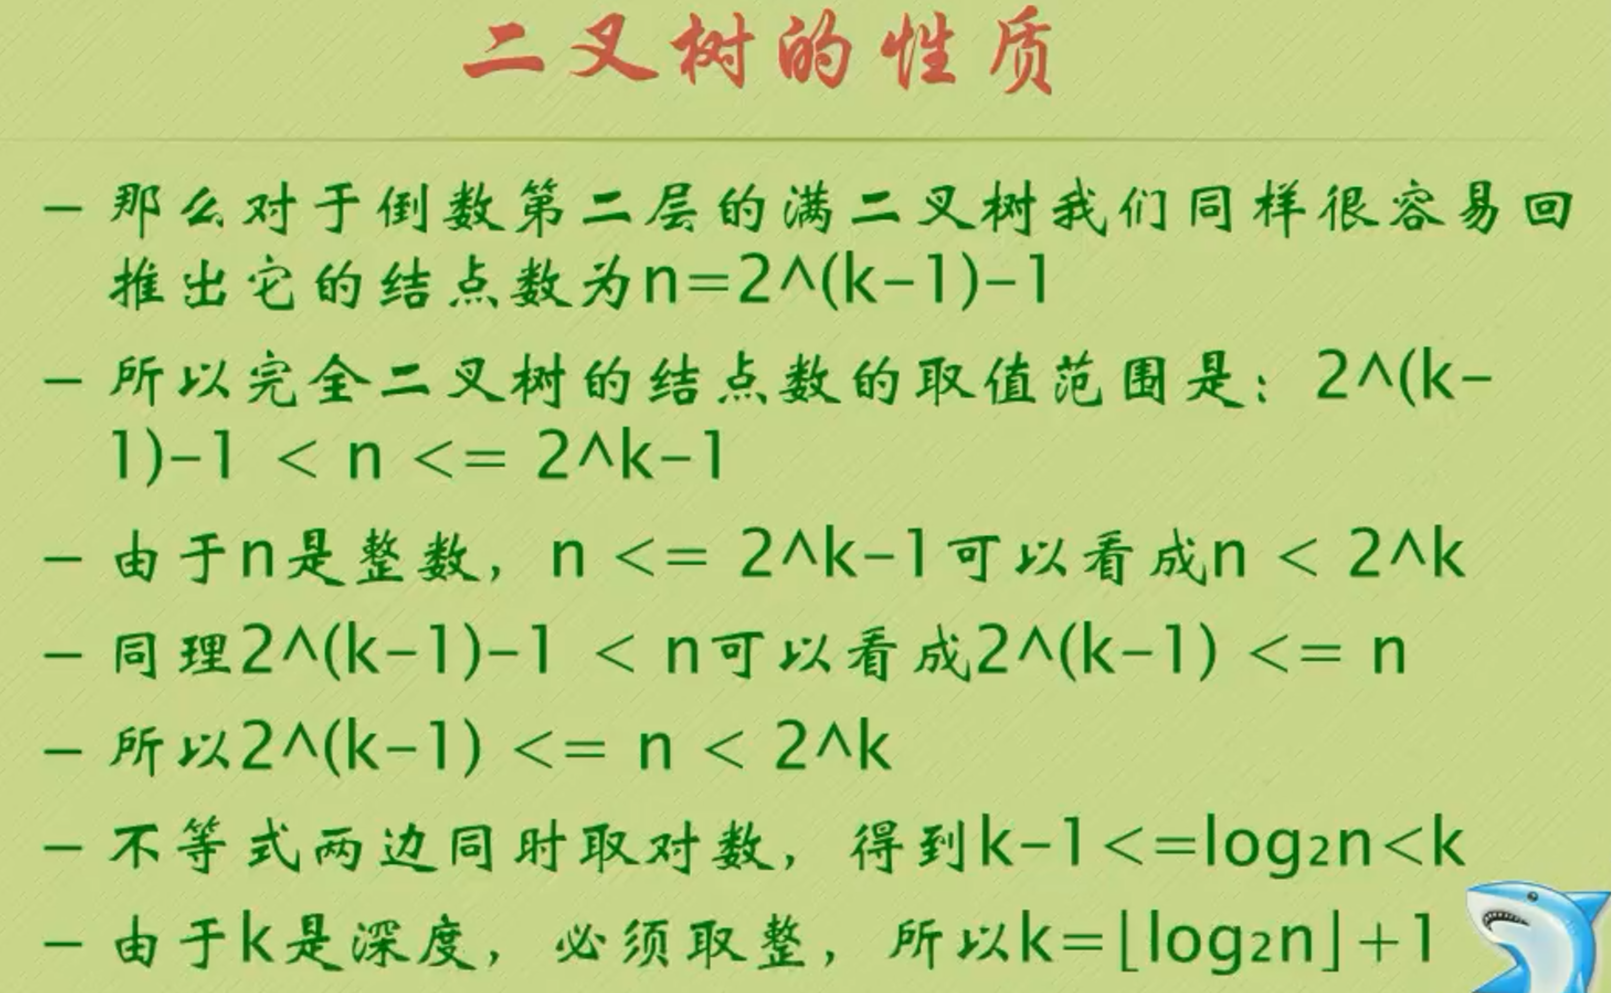 二叉树的性质
– 那么对于倒数第二层的满二叉树我们同样很容易回
推出它的结点数为n=2^(k-1)-1
– 所以完全二叉树的结点数的取值范围是：2^(k-
1)-1 < n <= 2^k-1
– 由于n是整数，n <= 2^k-1可以看成n < 2^k
– 同理2^(k-1)-1 < n可以看成2^(k-1) <= n
– 所以2^(k-1) <= n < 2^k
– 不等式两边同时取对数，得到k-1<=log₂n<k
– 由于k是深度，必须取整，所以k=⌊log₂n⌋+1